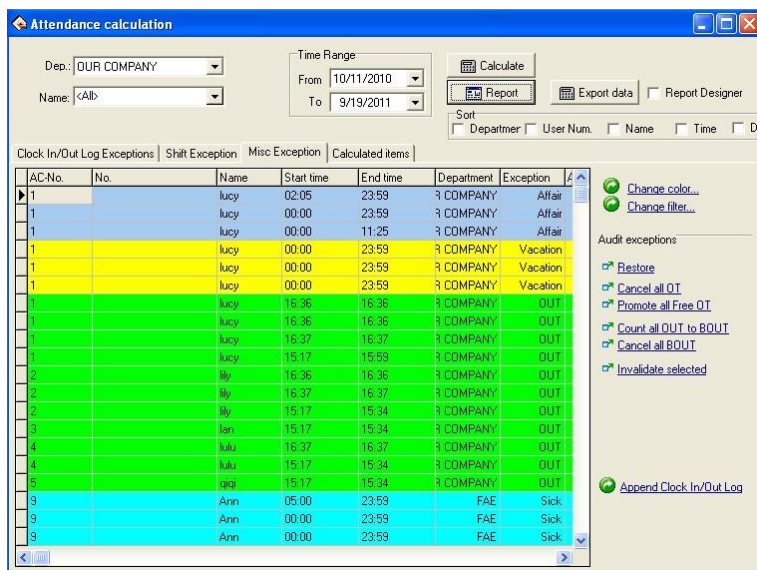 Attendance calculation
Dep.: OUR COMPANY
Name: <All>
Time Range
From 10/11/2010
To 9/19/2011
Calculate
Report
Export data
Report Designer
Sort
Departmer User Num. Name Time D
Clock In/Out Log Exceptions Shift Exception Misc Exception Calculated items
AC-No. No. Name Start time End time Department Exception A
1 lucy 02:05 23:59 R COMPANY Affair
1 lucy 00:00 23:59 R COMPANY Affair
1 lucy 00:00 11:25 R COMPANY Affair
1 lucy 00:00 23:59 R COMPANY Vacation
1 lucy 00:00 23:59 R COMPANY Vacation
1 lucy 00:00 23:59 R COMPANY Vacation
1 lucy 16:36 16:36 R COMPANY OUT
1 lucy 16:36 16:36 R COMPANY OUT
1 lucy 16:37 16:37 R COMPANY OUT
1 lucy 15:17 15:59 R COMPANY OUT
2 lily 16:36 16:36 R COMPANY OUT
2 lily 16:37 16:37 R COMPANY OUT
2 lily 15:17 15:34 R COMPANY OUT
3 lan 15:17 15:34 R COMPANY OUT
4 lulu 16:37 16:37 R COMPANY OUT
4 lulu 15:17 15:34 R COMPANY OUT
5 qiqi 15:17 15:34 R COMPANY OUT
9 Ann 05:00 23:59 FAE Sick
9 Ann 00:00 23:59 FAE Sick
9 Ann 00:00 23:59 FAE Sick
Change color...
Change filter...
Audit exceptions
Restore
Cancel all OT
Promote all Free OT
Count all OUT to BOUT
Cancel all BOUT
Invalidate selected
Append Clock In/Out Log